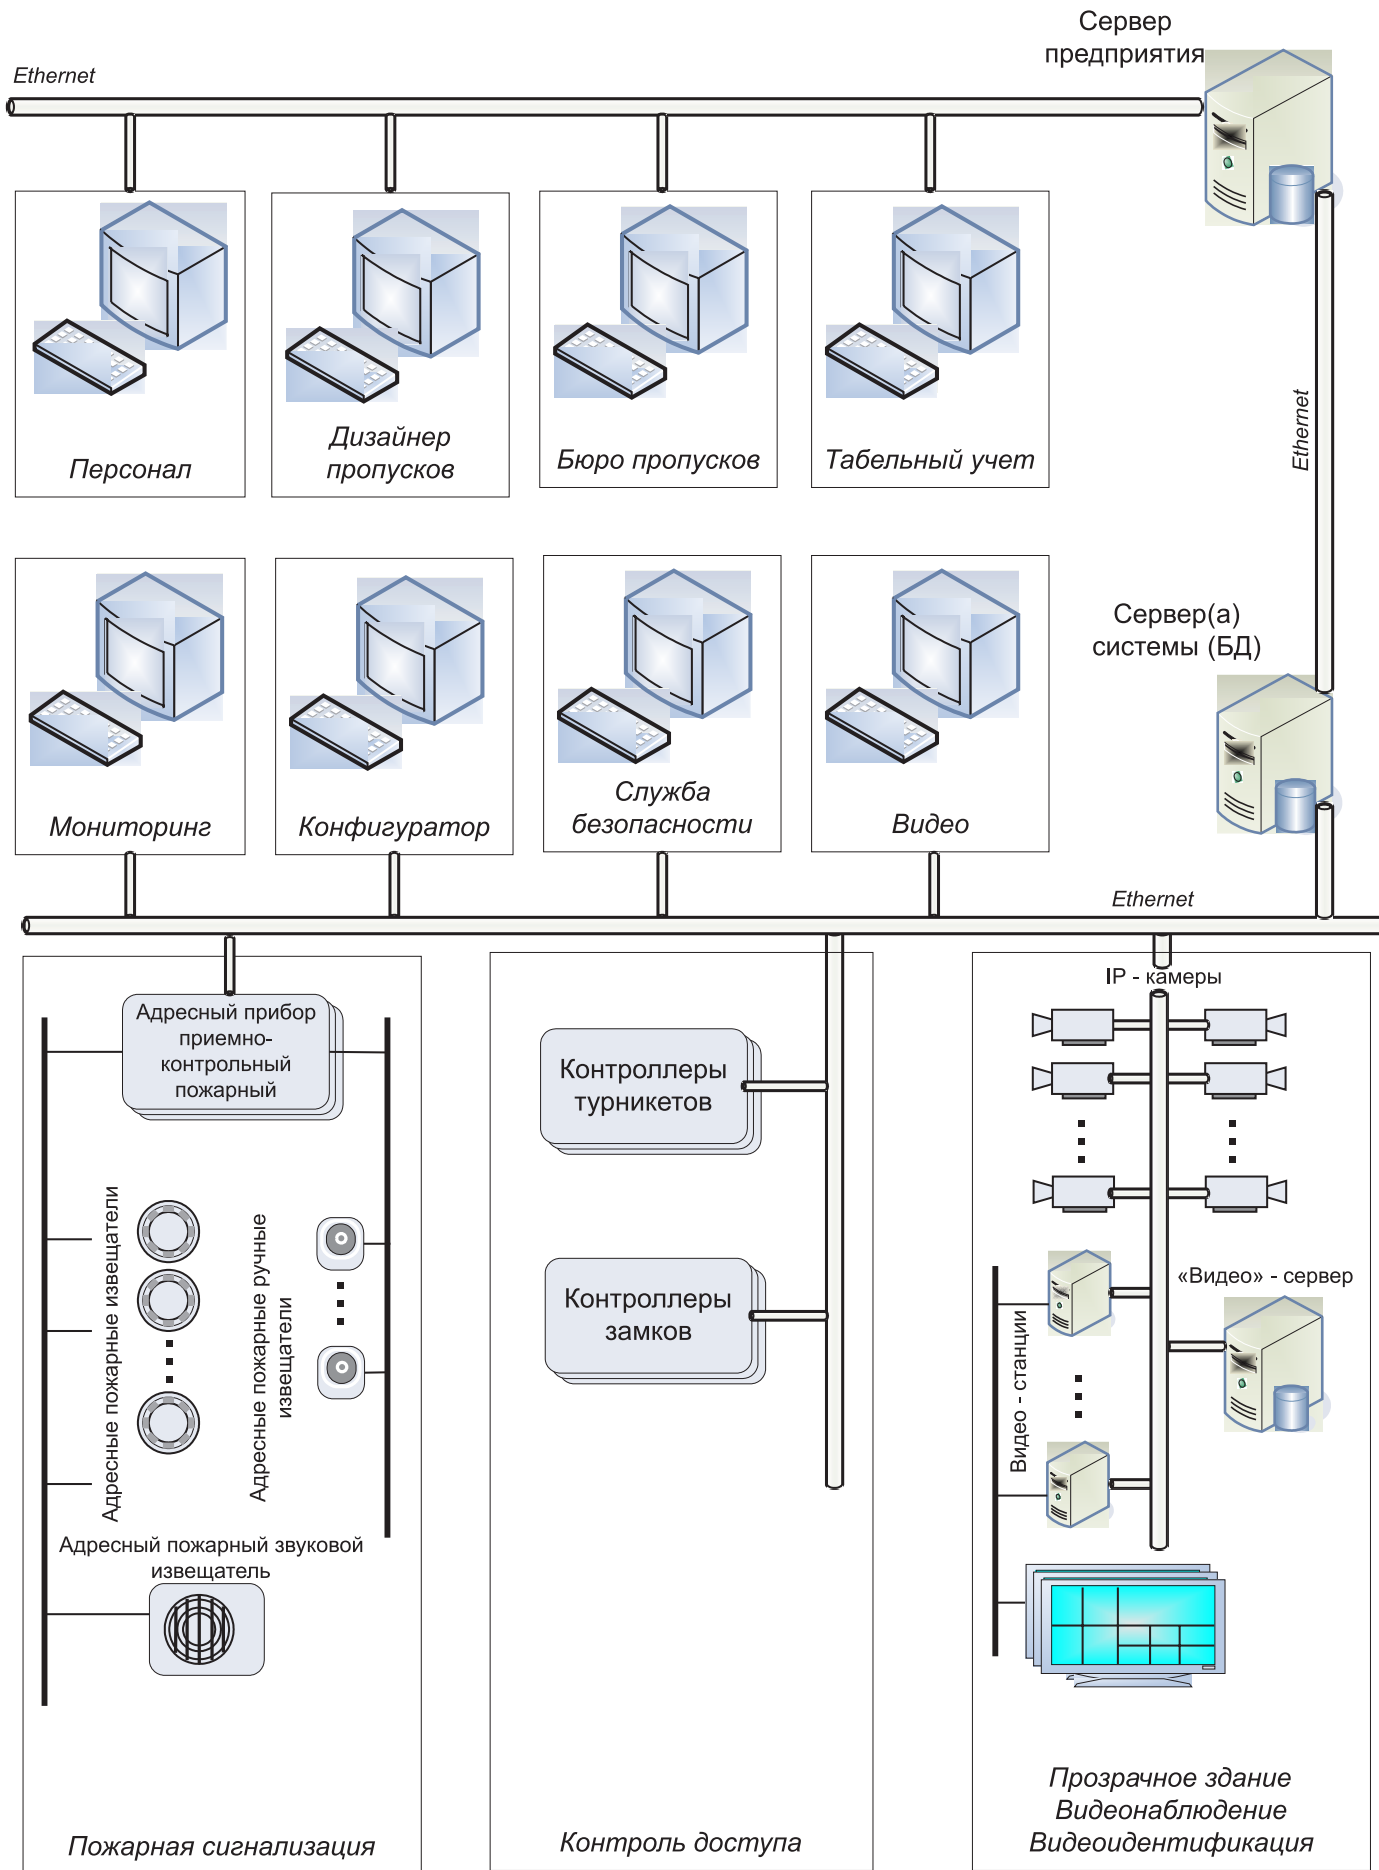 Сервер
предприятия
Ethernet
Персонал
Дизайнер
пропусков
Бюро пропусков
Табельный учет
Ethernet
Сервер(а)
системы (БД)
Мониторинг
Конфигуратор
Служба
безопасности
Видео
Ethernet
Адресный прибор
приемно-
контрольный
пожарный
Адресные пожарные извещатели
Адресные пожарные ручные
извещатели
Адресный пожарный звуковой
извещатель
Пожарная сигнализация
Контроллеры
турникетов
Контроллеры
замков
Контроль доступа
IP - камеры
«Видео» - сервер
Видео - станции
Прозрачное здание
Видеонаблюдение
Видеоидентификация